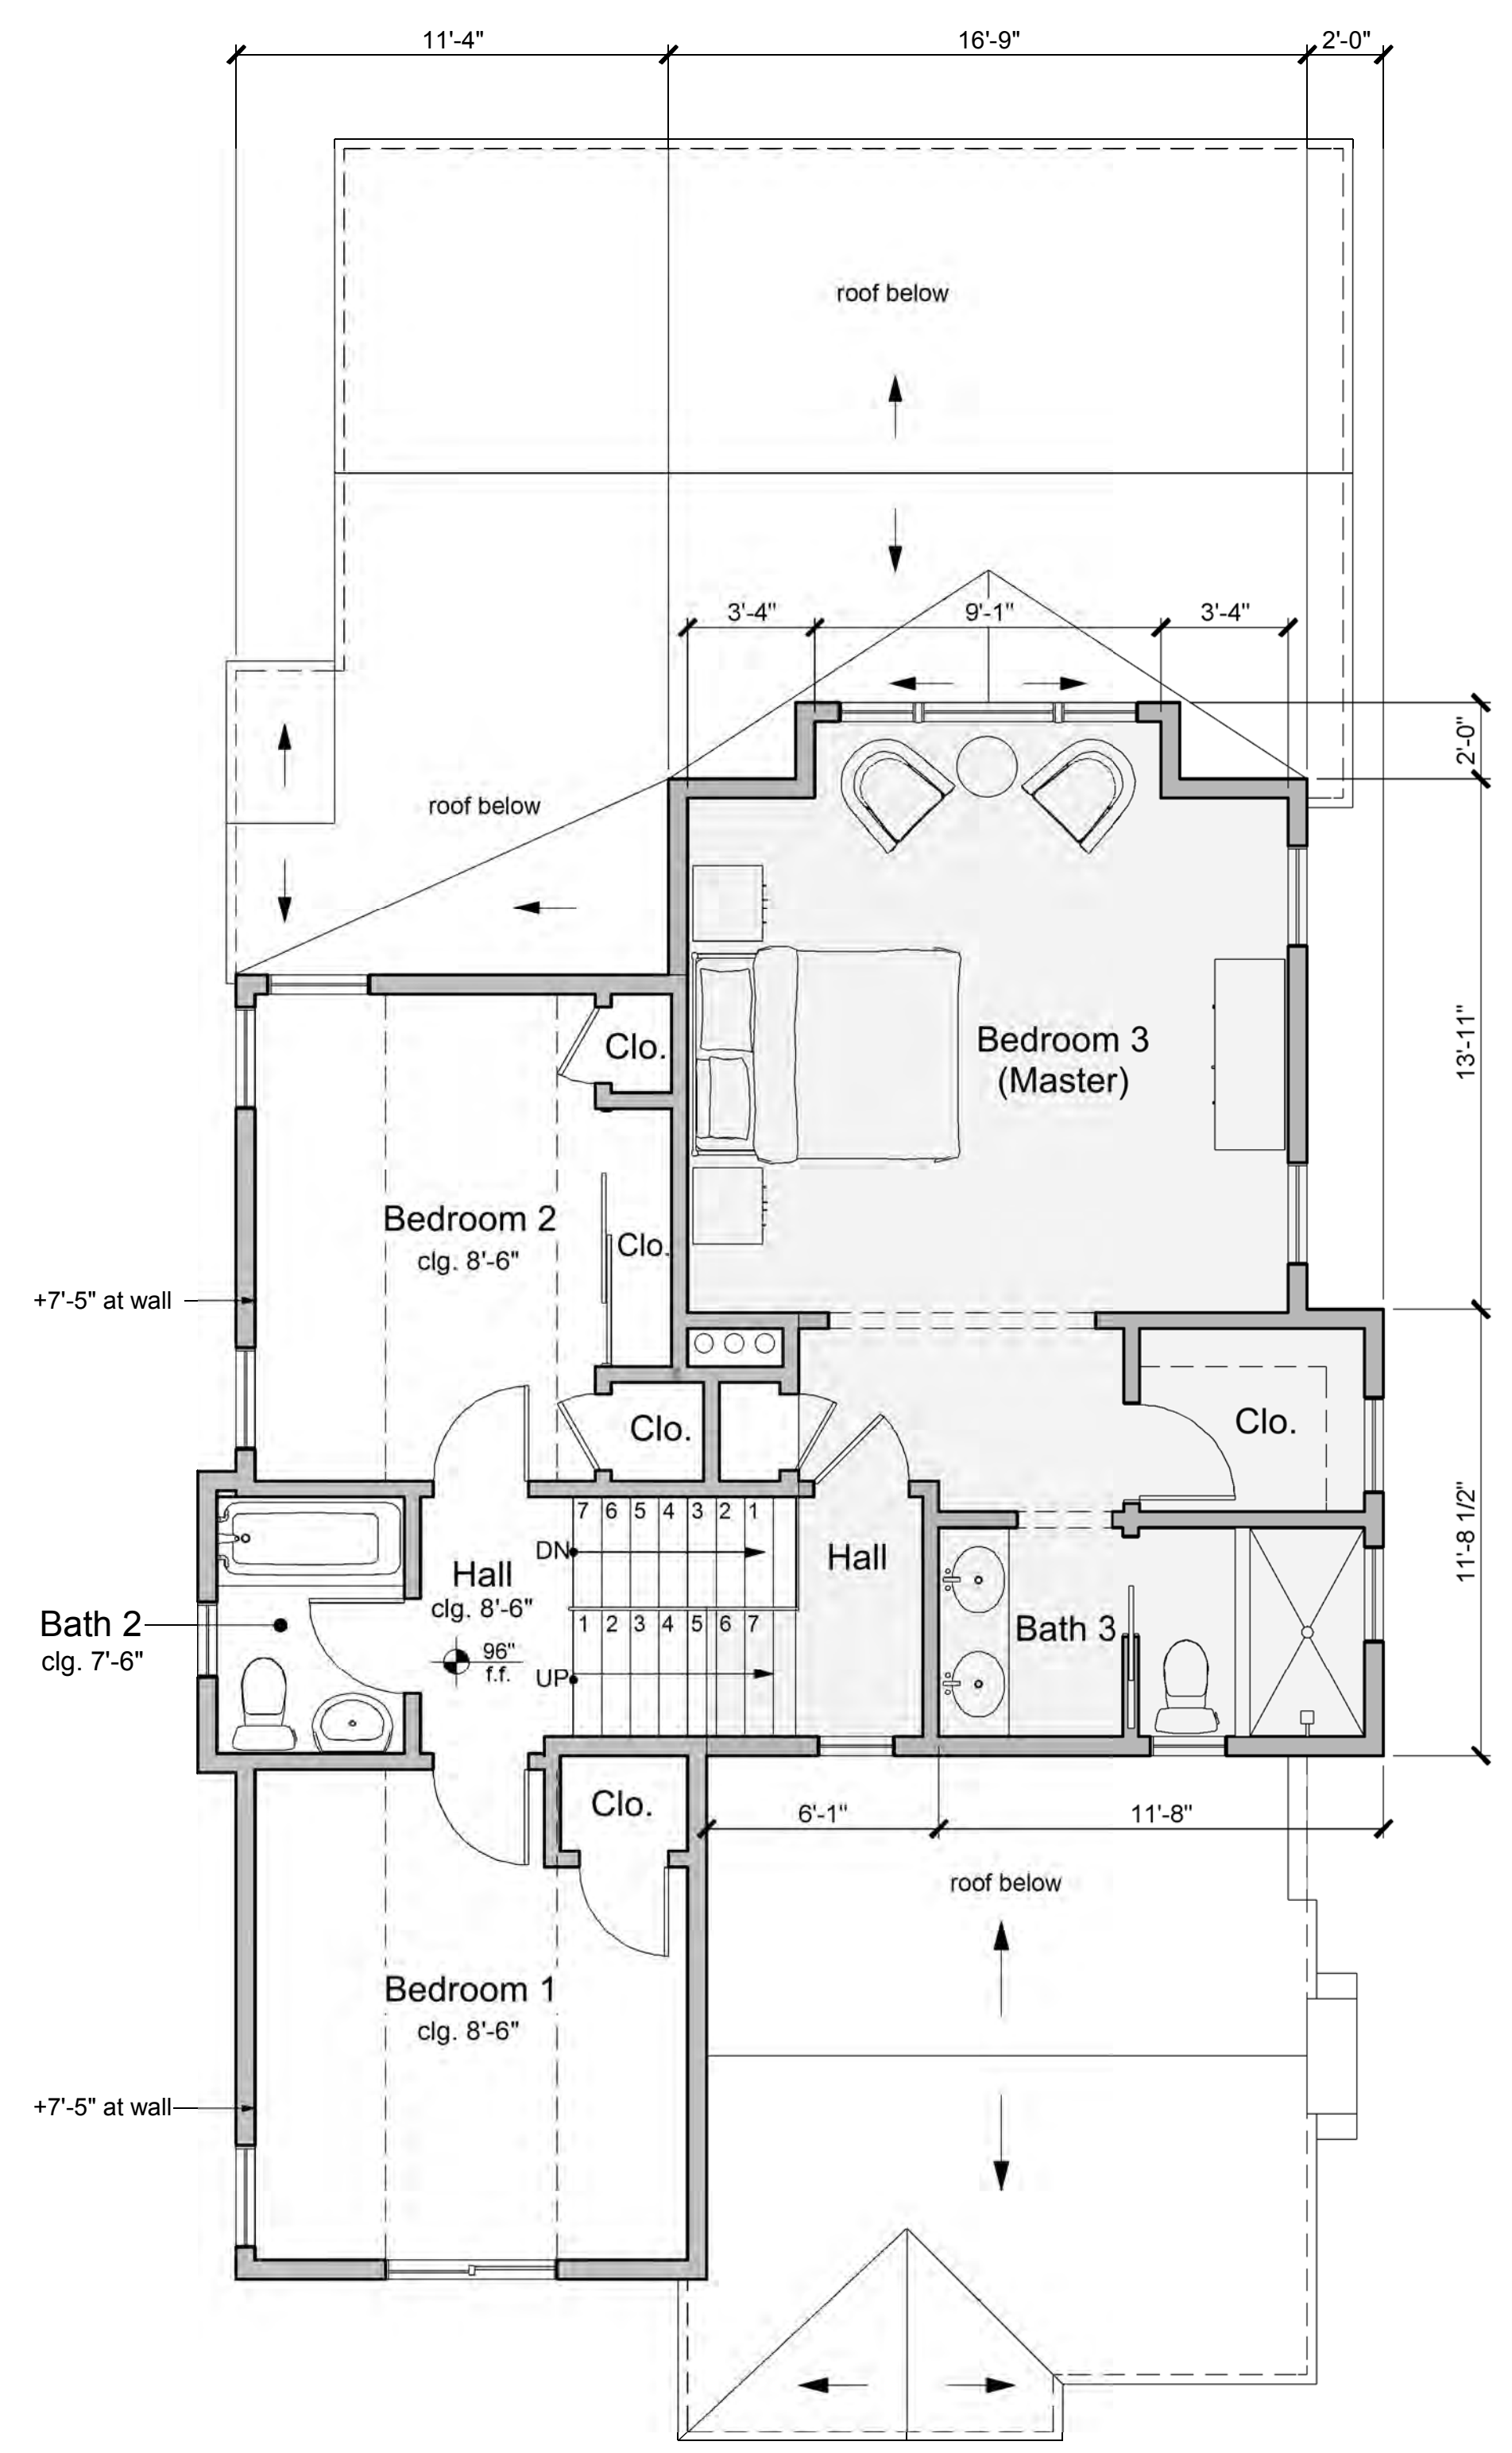 11'-4"
16'-9"
2'-0"
roof below
3'-4"
9'-1"
3'-4"
2'-0"
roof below
Clo.
Bedroom 3
(Master)
13'-11"
Bedroom 2
clg. 8'-6"
Clo.
+7'-5" at wall
Clo.
Clo.
7 6 5 4 3 2 1
DN
Hall
clg. 8'-6"
Hall
11'-8 1/2"
Bath 2
clg. 7'-6"
1 2 3 4 5 6 7
Bath 3
96"
f.f.
UP
Clo.
6'-1"
11'-8"
roof below
Bedroom 1
clg. 8'-6"
+7'-5" at wall